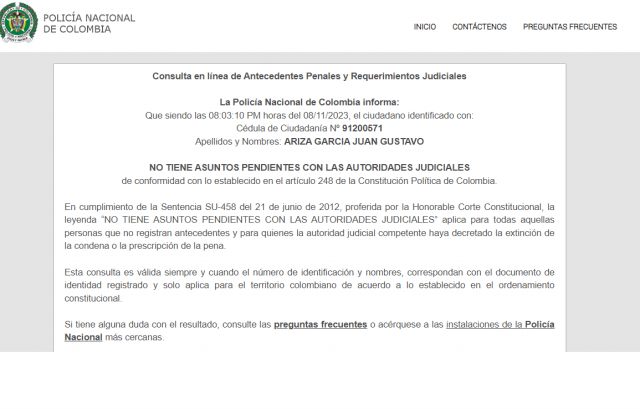 POLICÍA NACIONAL
DE COLOMBIA
INICIO CONTÁCTENOS PREGUNTAS FRECUENTES
Consulta en línea de Antecedentes Penales y Requerimientos Judiciales
La Policía Nacional de Colombia informa:
Que siendo las 08:03:10 PM horas del 08/11/2023, el ciudadano identificado con:
Cédula de Ciudadanía Nº 91200571
Apellidos y Nombres: ARIZA GARCIA JUAN GUSTAVO
NO TIENE ASUNTOS PENDIENTES CON LAS AUTORIDADES JUDICIALES
de conformidad con lo establecido en el artículo 248 de la Constitución Política de Colombia.
En cumplimiento de la Sentencia SU-458 del 21 de junio de 2012, proferida por la Honorable Corte Constitucional, la
leyenda “NO TIENE ASUNTOS PENDIENTES CON LAS AUTORIDADES JUDICIALES” aplica para todas aquellas
personas que no registran antecedentes y para quienes la autoridad judicial competente haya decretado la extinción de
la condena o la prescripción de la pena.
Esta consulta es válida siempre y cuando el número de identificación y nombres, correspondan con el documento de
identidad registrado y solo aplica para el territorio colombiano de acuerdo a lo establecido en el ordenamiento
constitucional.
Si tiene alguna duda con el resultado, consulte las preguntas frecuentes o acérquese a las instalaciones de la Policía
Nacional más cercanas.